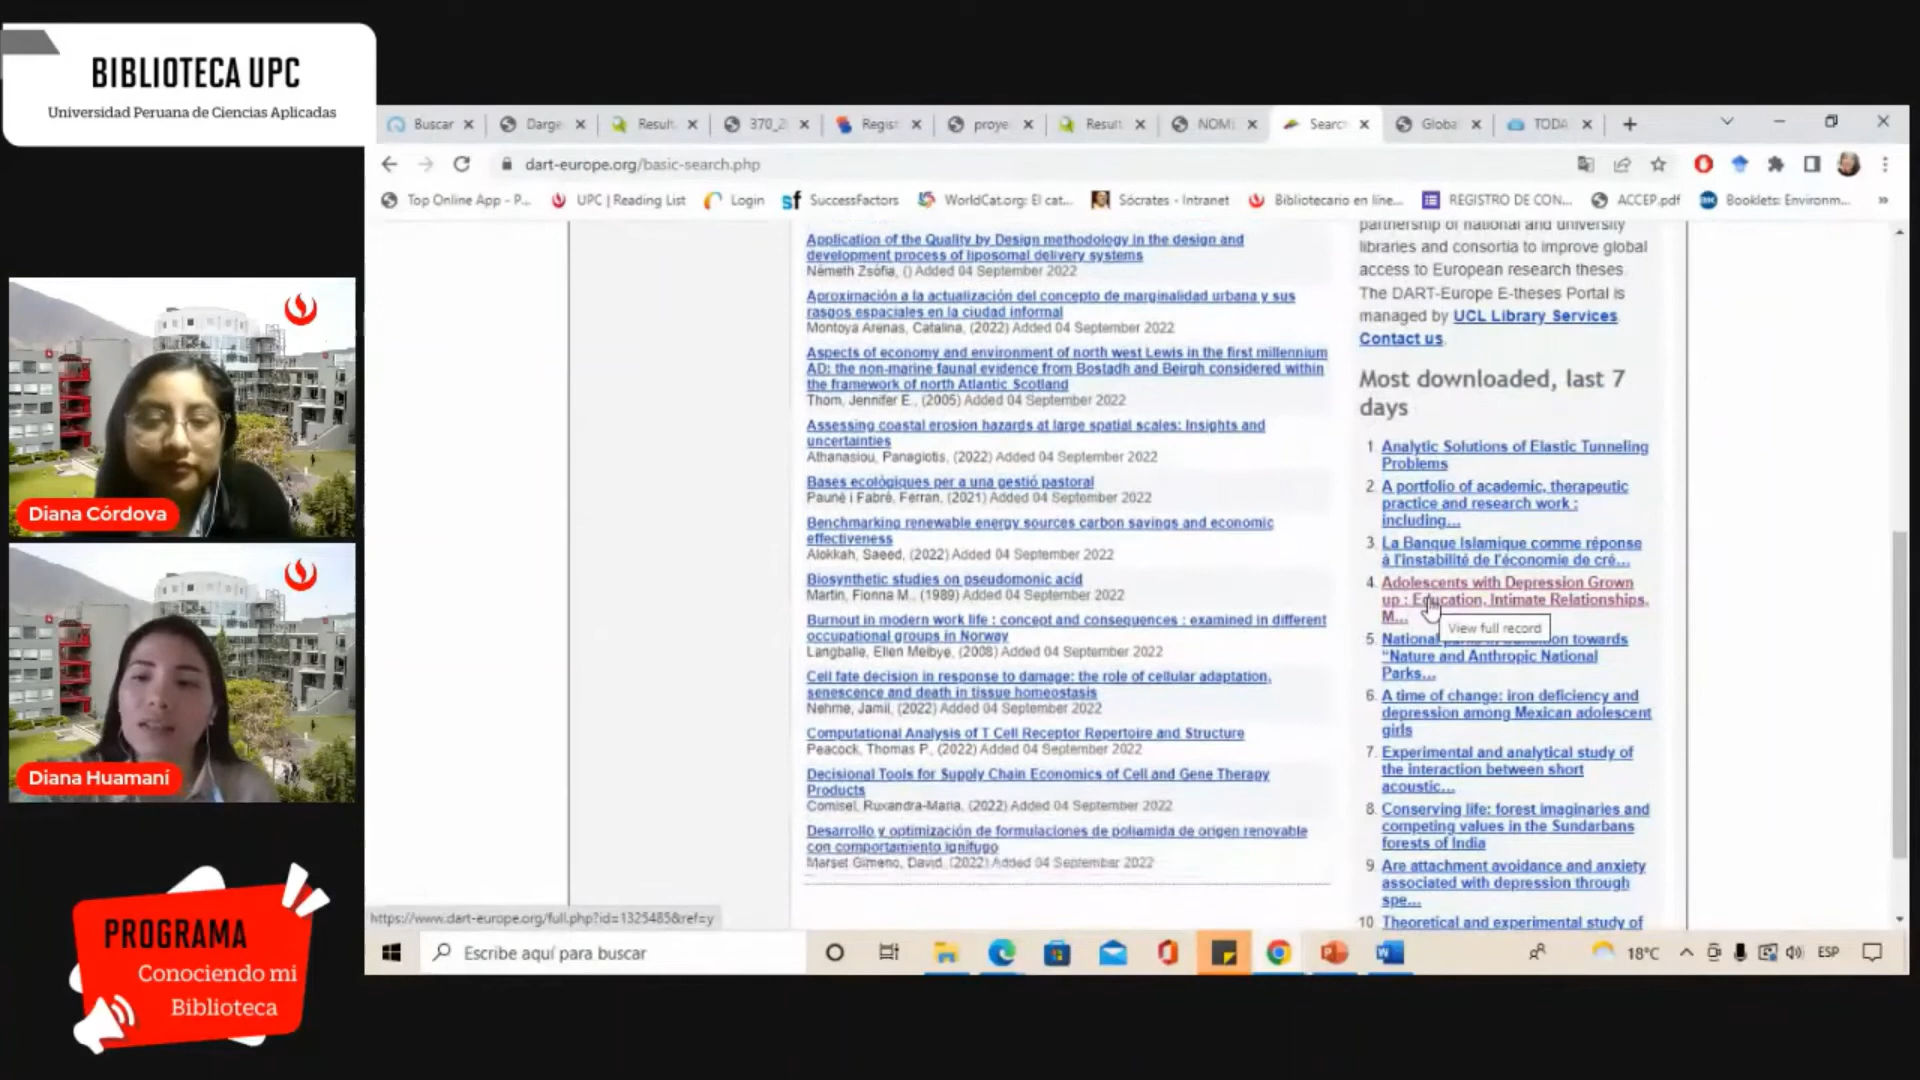 BIBLIOTECA UPC
Universidad Peruana de Ciencias Aplicadas
Diana Córdova
Diana Huamaní
PROGRAMA
Conociendo mi
Biblioteca
Buscar
Darge
Result
370_2
Regist
proye
Result
NOMI
Search
Globa
TODA
dart-europe.org/basic-search.php
Top Online App - P...
UPC | Reading List
Login
SuccessFactors
WorldCat.org: El cat...
Sócrates - Intranet
Bibliotecario en líne...
REGISTRO DE CON...
ACCEP.pdf
Booklets: Environm...
Application of the Quality by Design methodology in the design and
development process of liposomal delivery systems
Németh Zsófia, () Added 04 September 2022
Aproximación a la actualización del concepto de marginalidad urbana y sus
rasgos espaciales en la ciudad informal
Montoya Arenas, Catalina, (2022) Added 04 September 2022
Aspects of economy and environment of north west Lewis in the first millennium
AD: the non-marine faunal evidence from Bostadh and Beirgh considered within
the framework of north Atlantic Scotland
Thom, Jennifer E., (2005) Added 04 September 2022
Assessing coastal erosion hazards at large spatial scales: Insights and
uncertainties
Athanasiou, Panagiotis, (2022) Added 04 September 2022
Bases ecològiques per a una gestió pastoral
Pauné i Fabré, Ferran, (2021) Added 04 September 2022
Benchmarking renewable energy sources carbon savings and economic
effectiveness
Alokkah, Saeed, (2022) Added 04 September 2022
Biosynthetic studies on pseudomonic acid
Martin, Fionna M., (1989) Added 04 September 2022
Burnout in modern work life : concept and consequences : examined in different
occupational groups in Norway
Langballe, Ellen Melbye, (2008) Added 04 September 2022
Cell fate decision in response to damage: the role of cellular adaptation,
senescence and death in tissue homeostasis
Nehme, Jamil, (2022) Added 04 September 2022
Computational Analysis of T Cell Receptor Repertoire and Structure
Peacock, Thomas P., (2022) Added 04 September 2022
Decisional Tools for Supply Chain Economics of Cell and Gene Therapy
Products
Comisel, Ruxandra-Maria, (2022) Added 04 September 2022
Desarrollo y optimización de formulaciones de poliamida de origen renovable
con comportamiento ignífugo
Marset Gimeno, David, (2022) Added 04 September 2022
partnership of national and university
libraries and consortia to improve global
access to European research theses.
The DART-Europe E-theses Portal is
managed by UCL Library Services.
Contact us.
Most downloaded, last 7
days
1. Analytic Solutions of Elastic Tunneling
Problems
2. A portfolio of academic, therapeutic
practice and research work :
including...
3. La Banque Islamique comme réponse
à l'instabilité de l'économie de cré...
4. Adolescents with Depression Grown
up : Education, Intimate Relationships,
M...
View full record
5. National towards
"Nature and Anthropic National
Parks...
6. A time of change: iron deficiency and
depression among Mexican adolescent
girls
7. Experimental and analytical study of
the interaction between short
acoustic...
8. Conserving life: forest imaginaries and
competing values in the Sundarbans
forests of India
9. Are attachment avoidance and anxiety
associated with depression through
spe...
10. Theoretical and experimental study of
https://www.dart-europe.org/full.php?id=1325485&ref=y
Escribe aquí para buscar
18°C
ESP